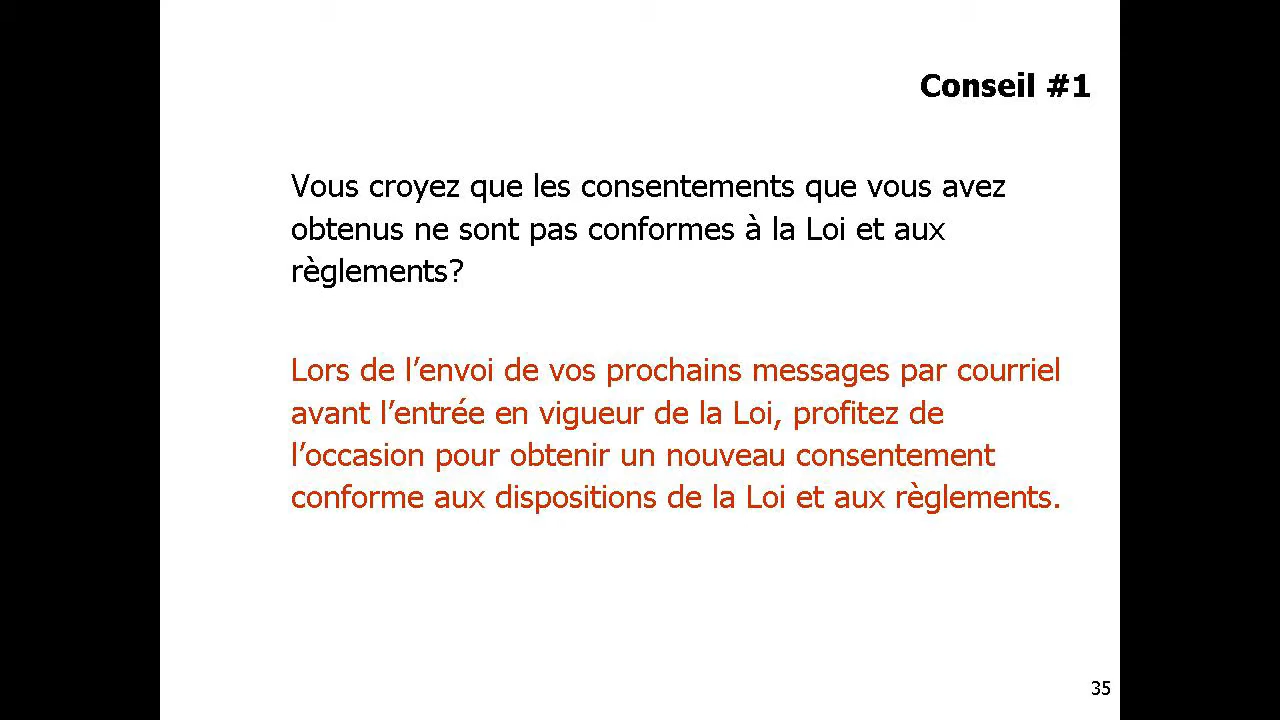 Conseil #1
Vous croyez que les consentements que vous avez
obtenus ne sont pas conformes à la Loi et aux
règlements?
Lors de l’envoi de vos prochains messages par courriel
avant l’entrée en vigueur de la Loi, profitez de
l’occasion pour obtenir un nouveau consentement
conforme aux dispositions de la Loi et aux règlements.
35